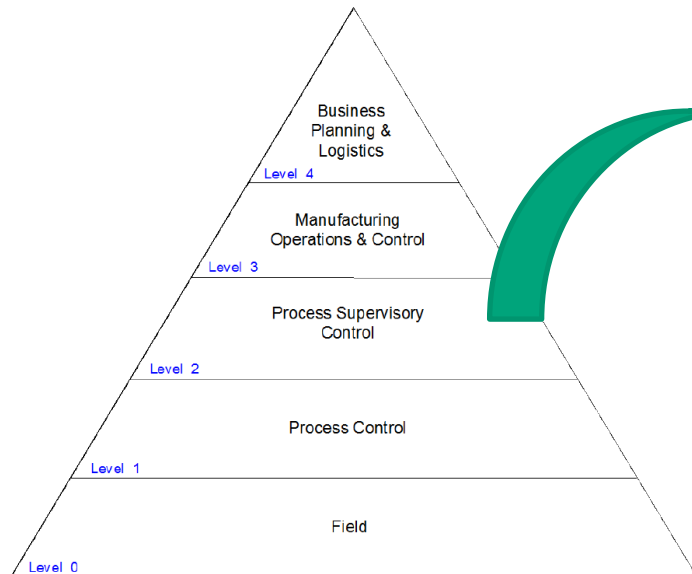 Business
Planning &
Logistics
Level 4
Manufacturing
Operations & Control
Level 3
Process Supervisory
Control
Level 2
Process Control
Level 1
Field
Level 0